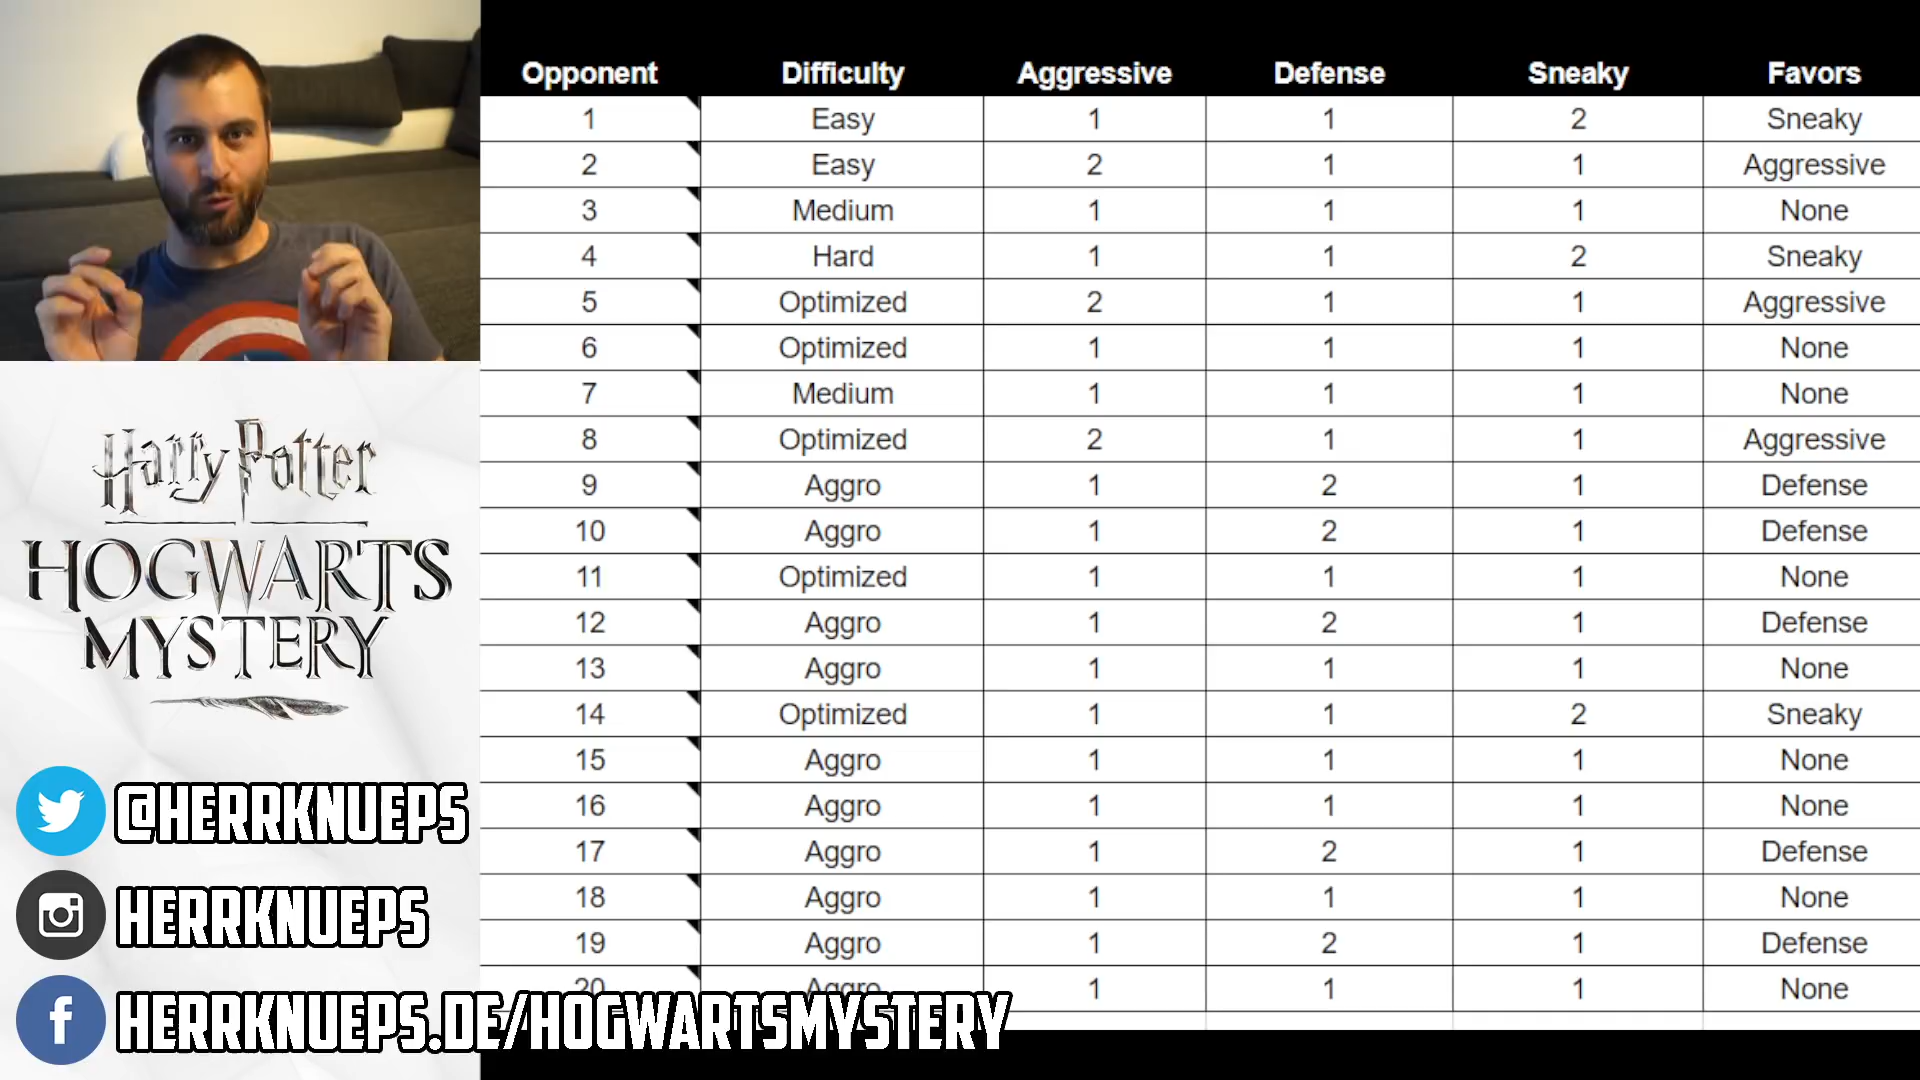 Opponent Difficulty Aggressive Defense Sneaky Favors
1 Easy 1 1 2 Sneaky
2 Easy 2 1 1 Aggressive
3 Medium 1 1 1 None
4 Hard 1 1 2 Sneaky
5 Optimized 2 1 1 Aggressive
6 Optimized 1 1 1 None
7 Medium 1 1 1 None
8 Optimized 2 1 1 Aggressive
9 Aggro 1 2 1 Defense
10 Aggro 1 2 1 Defense
11 Optimized 1 1 1 None
12 Aggro 1 2 1 Defense
13 Aggro 1 1 1 None
14 Optimized 1 1 2 Sneaky
15 Aggro 1 1 1 None
16 Aggro 1 1 1 None
17 Aggro 1 2 1 Defense
18 Aggro 1 1 1 None
19 Aggro 1 2 1 Defense
20 Aggro 1 1 1 None
Harry Potter
HOGWARTS
MYSTERY
@HERRKNUEPS
HERRKNUEPS
f HERRKNUEPS.DE/HOGWARTSMYSTERY